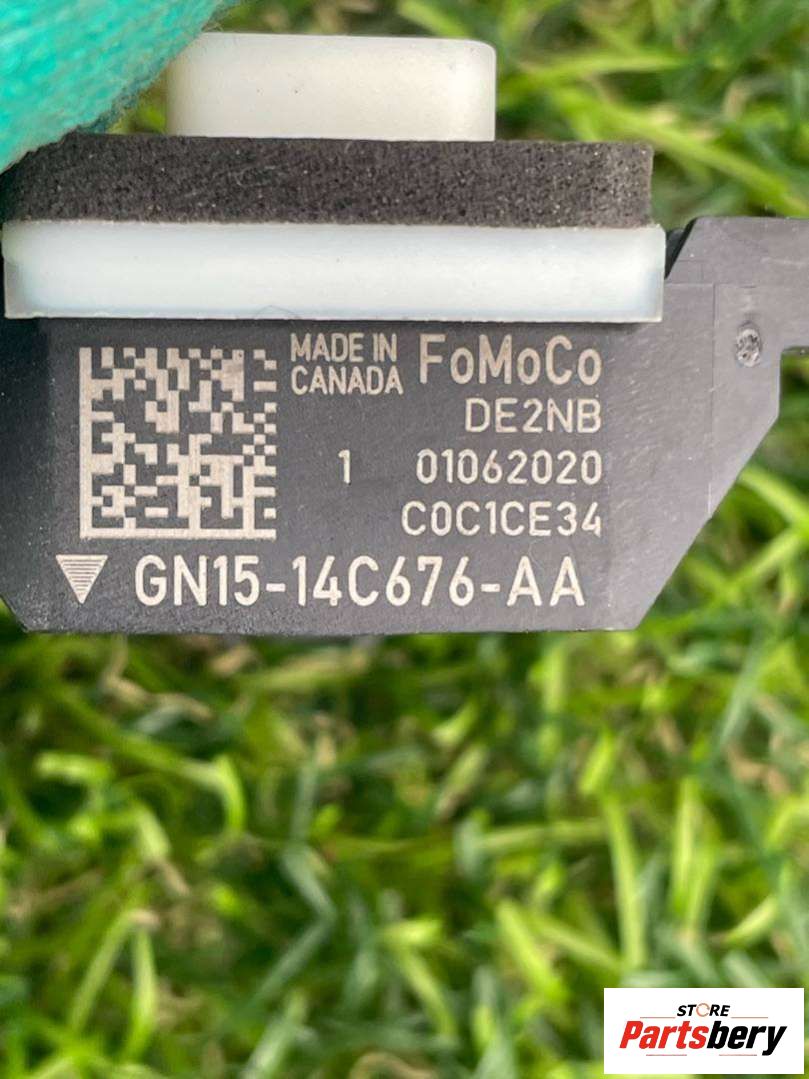 MADE IN
CANADA
FoMoCo
DE2NB
1 01062020
C0C1CE34
GN15-14C676-AA
STORE
Partsbery